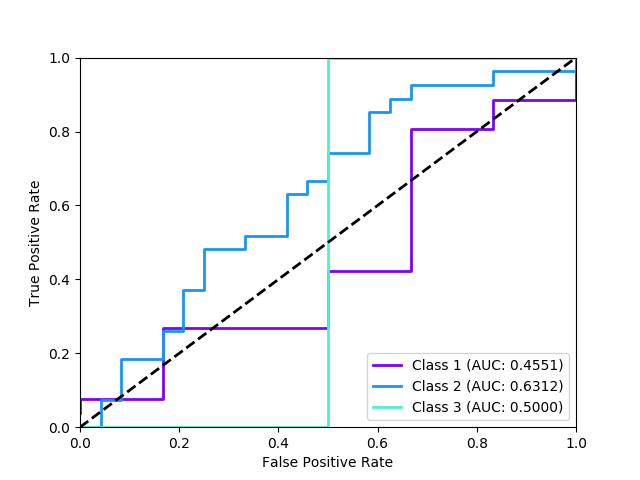 1.0
0.8
0.6
0.4
0.2
0.0
True Positive Rate
0.0 0.2 0.4 0.6 0.8 1.0
False Positive Rate
Class 1 (AUC: 0.4551)
Class 2 (AUC: 0.6312)
Class 3 (AUC: 0.5000)